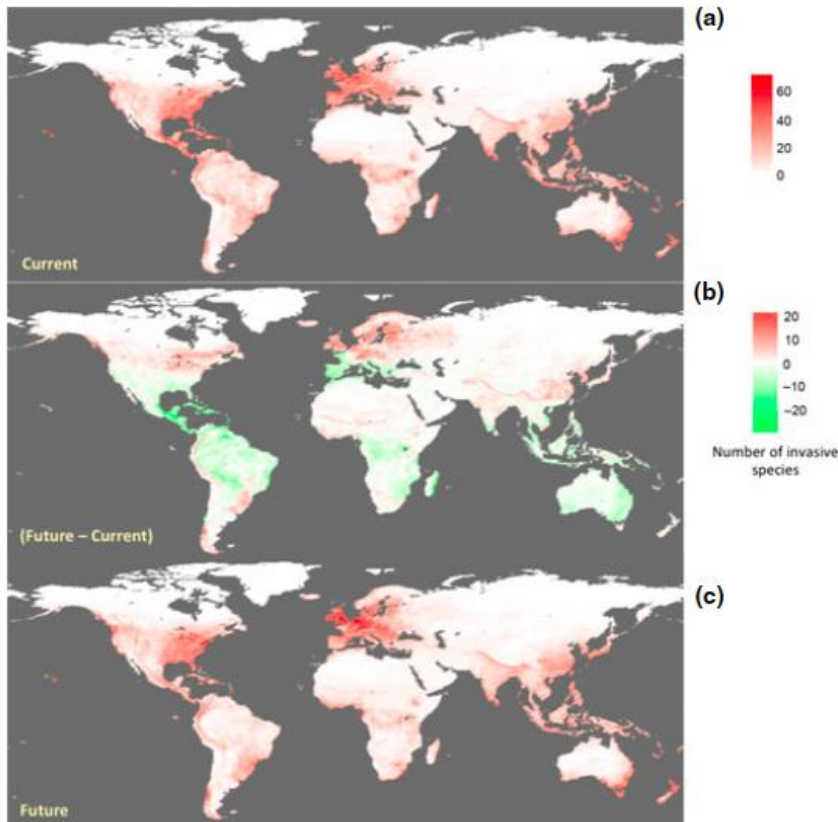 (a)
60
40
20
0
Current
(b)
20
10
0
−10
−20
Number of invasive
species
(Future – Current)
(c)
Future